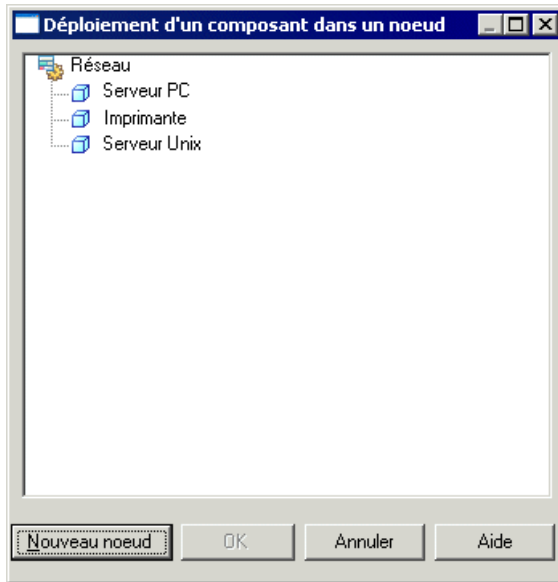 Déploiement d'un composant dans un noeud
Réseau
Serveur PC
Imprimante
Serveur Unix
Nouveau noeud OK Annuler Aide